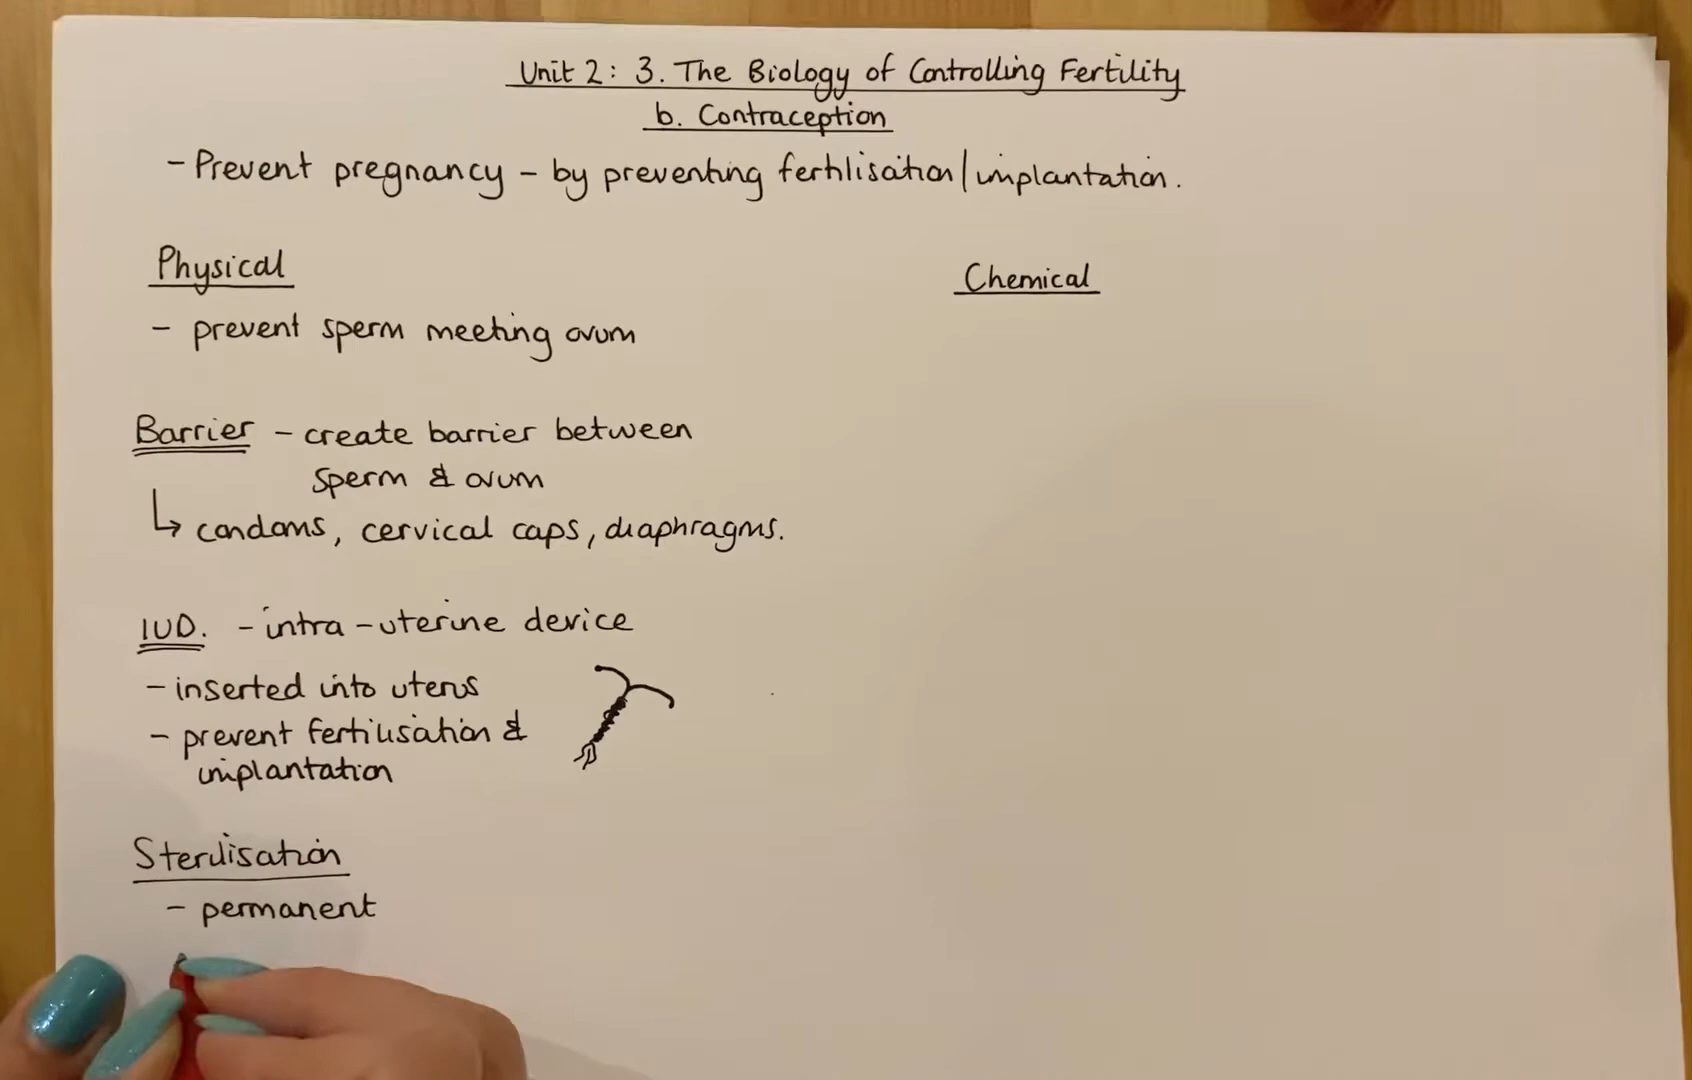 Unit 2: 3. The Biology of Controlling Fertility
b. Contraception
- Prevent pregnancy - by preventing fertilisation/implantation.
Physical
- prevent sperm meeting ovum
Barrier - create barrier between
sperm & ovum
↳ condoms, cervical caps, diaphragms.
IUD. - intra-uterine device
- inserted into uterus
- prevent fertilisation &
implantation
Sterilisation
- permanent
Chemical